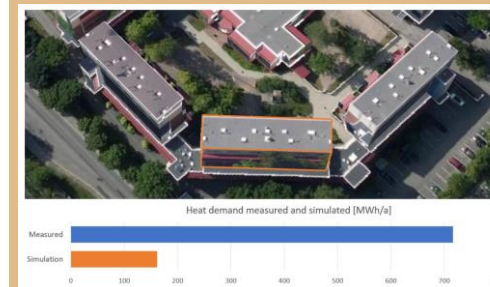 Heat demand measured and simulated [MWh/a]
Measured
Simulation
0 100 200 300 400 500 600 700